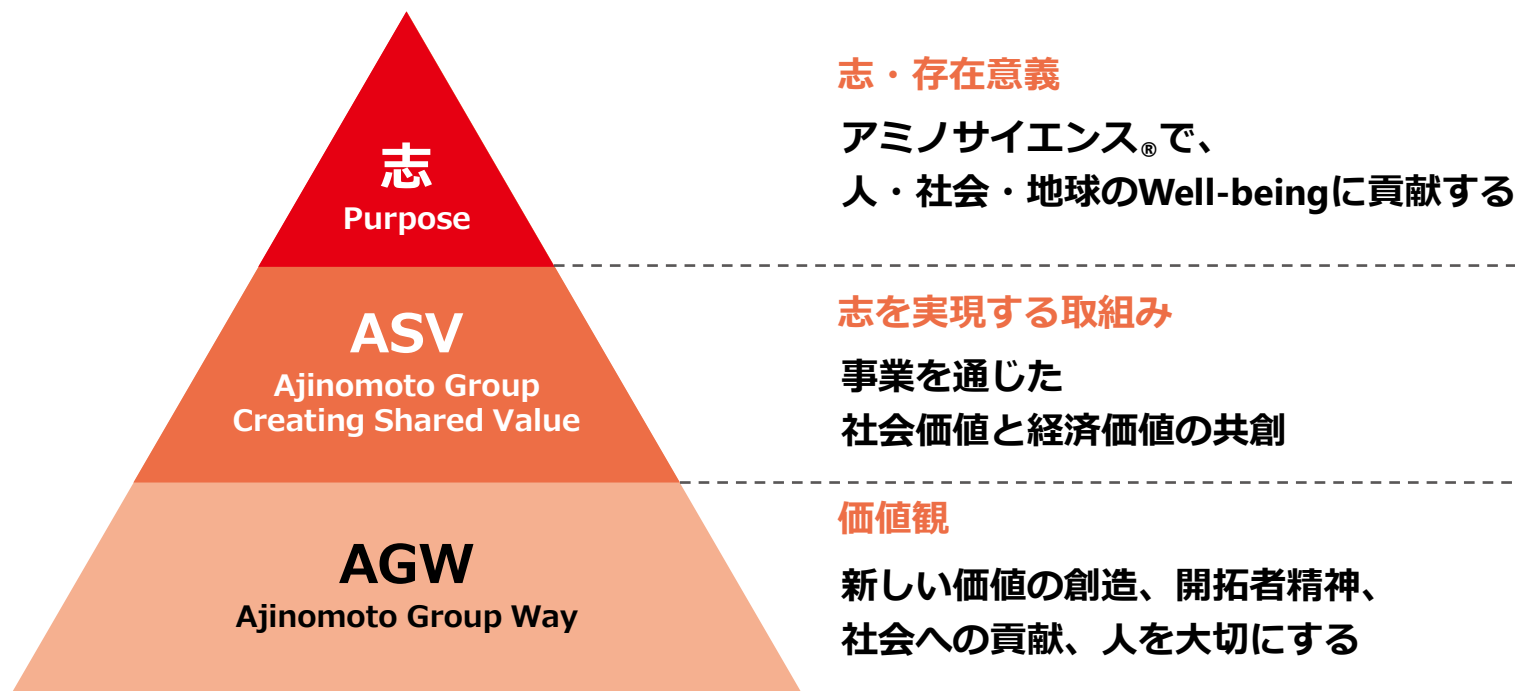 志
Purpose
志・存在意義
アミノサイエンス®で、
人・社会・地球のWell-beingに貢献する
ASV
Ajinomoto Group
Creating Shared Value
志を実現する取組み
事業を通じた
社会価値と経済価値の共創
AGW
Ajinomoto Group Way
価値観
新しい価値の創造、開拓者精神、
社会への貢献、人を大切にする